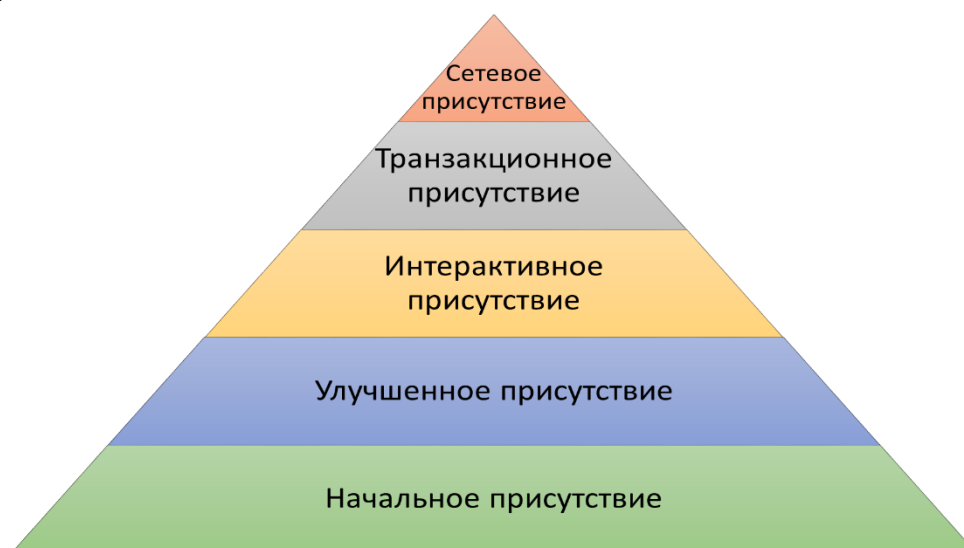 Сетевое
присутствие
Транзакционное
присутствие
Интерактивное
присутствие
Улучшенное присутствие
Начальное присутствие